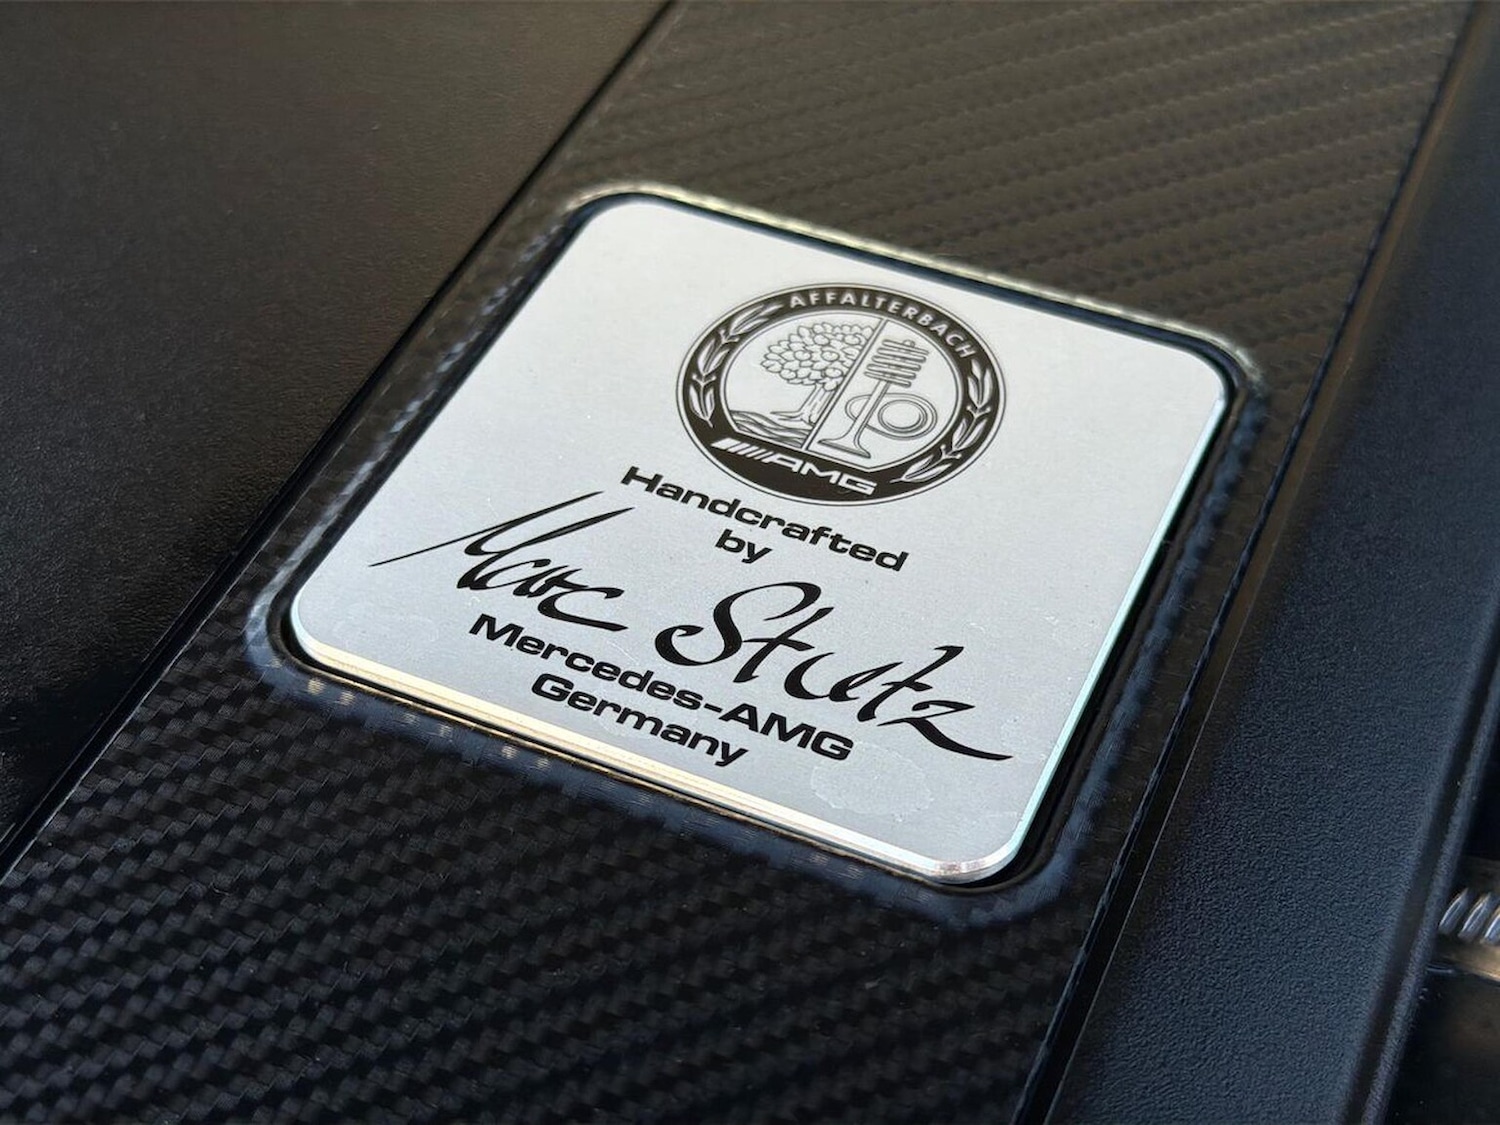 AFFALTERBACH
AMG
Handcrafted
by
Marc Stutz
Mercedes-AMG
Germany